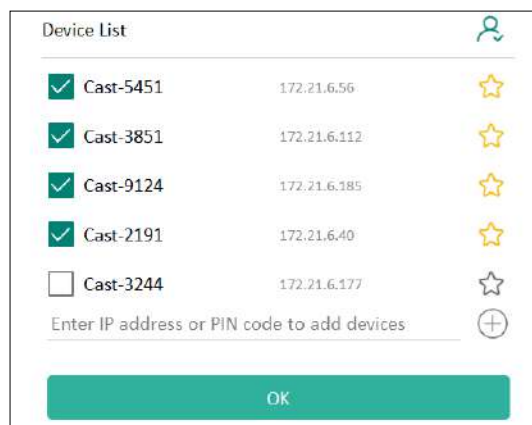 Device List
Cast-5451 172.21.6.56
Cast-3851 172.21.6.112
Cast-9124 172.21.6.185
Cast-2191 172.21.6.40
Cast-3244 172.21.6.177
Enter IP address or PIN code to add devices
OK